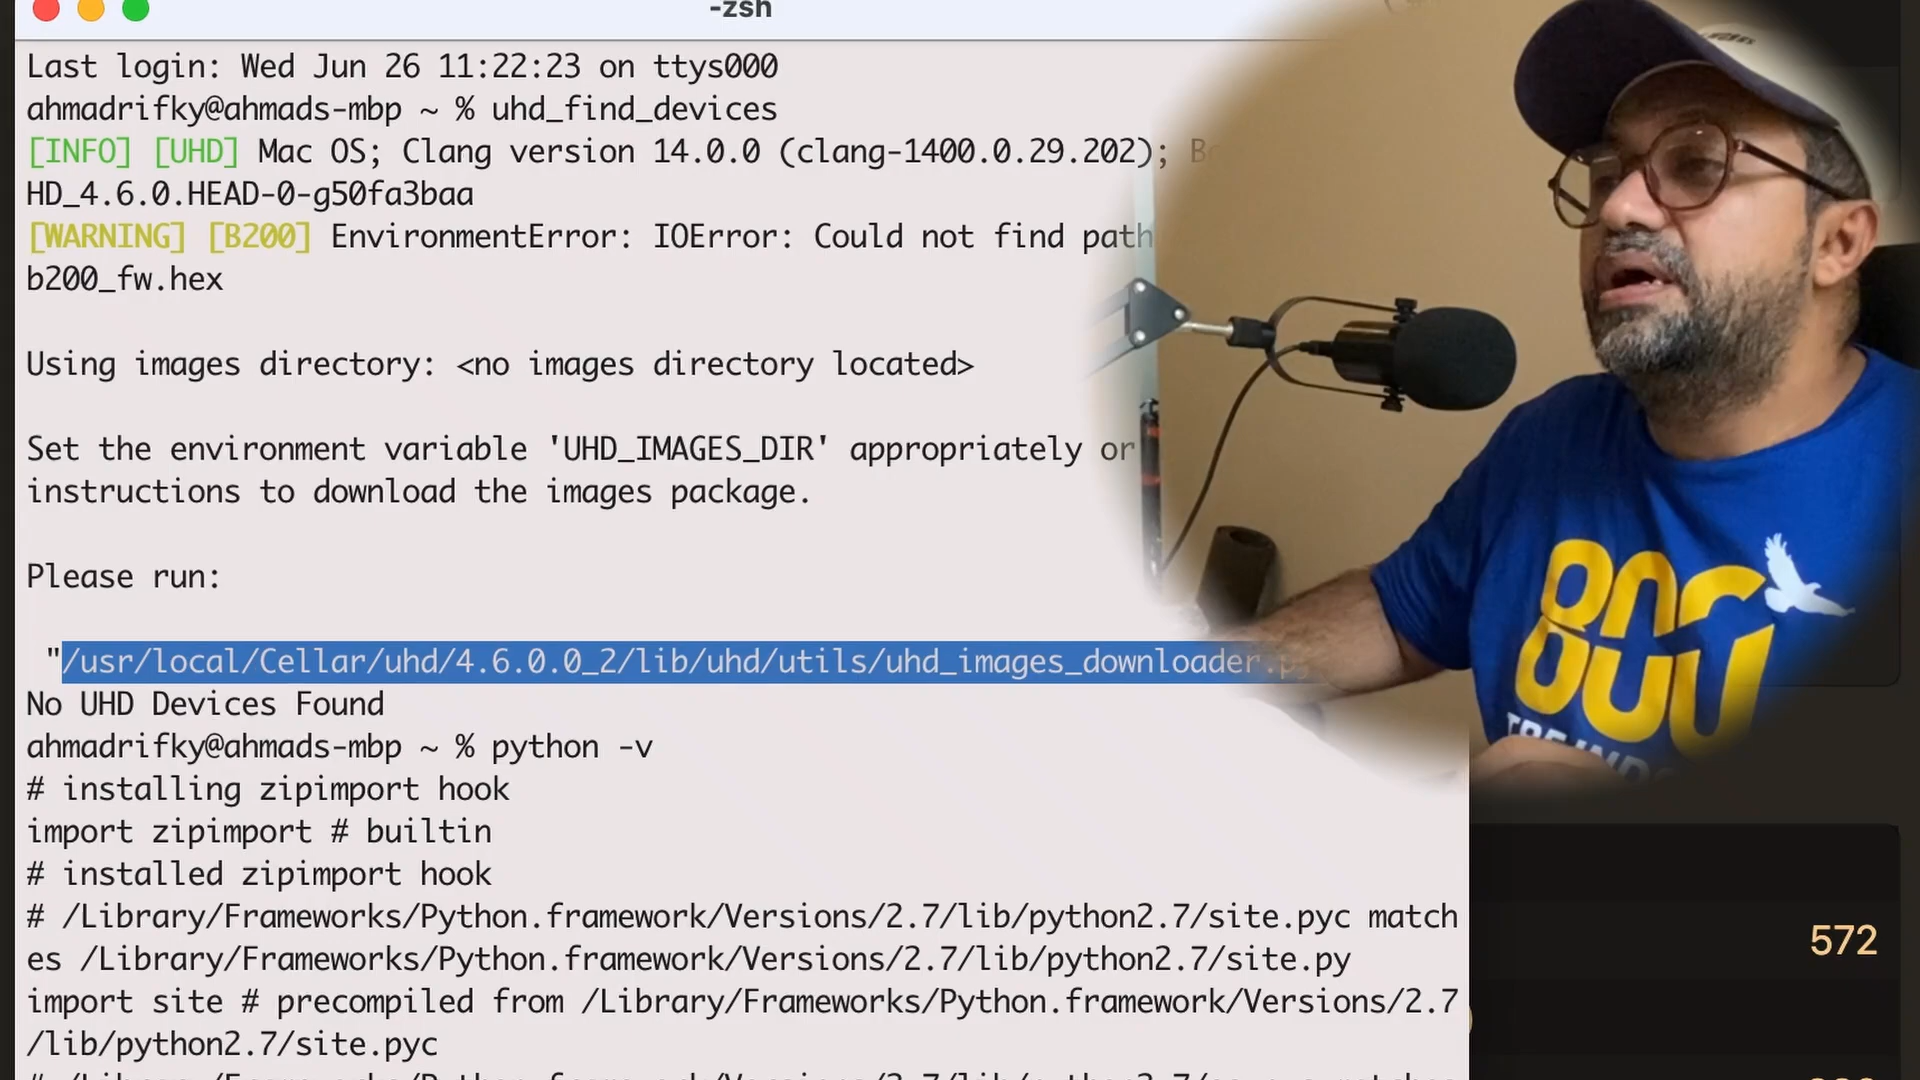 -zsh
Last login: Wed Jun 26 11:22:23 on ttys000
ahmadrifky@ahmads-mbp ~ % uhd_find_devices
[INFO] [UHD] Mac OS; Clang version 14.0.0 (clang-1400.0.29.202);
HD_4.6.0.HEAD-0-g50fa3baa
[WARNING] [B200] EnvironmentError: IOError: Could not find path
b200_fw.hex
Using images directory: <no images directory located>
Set the environment variable 'UHD_IMAGES_DIR' appropriately or
instructions to download the images package.
Please run:
"/usr/local/Cellar/uhd/4.6.0.0_2/lib/uhd/utils/uhd_images_downloader.py
No UHD Devices Found
ahmadrifky@ahmads-mbp ~ % python -v
# installing zipimport hook
import zipimport # builtin
# installed zipimport hook
# /Library/Frameworks/Python.framework/Versions/2.7/lib/python2.7/site.pyc match
es /Library/Frameworks/Python.framework/Versions/2.7/lib/python2.7/site.py
import site # precompiled from /Library/Frameworks/Python.framework/Versions/2.7
/lib/python2.7/site.pyc
572